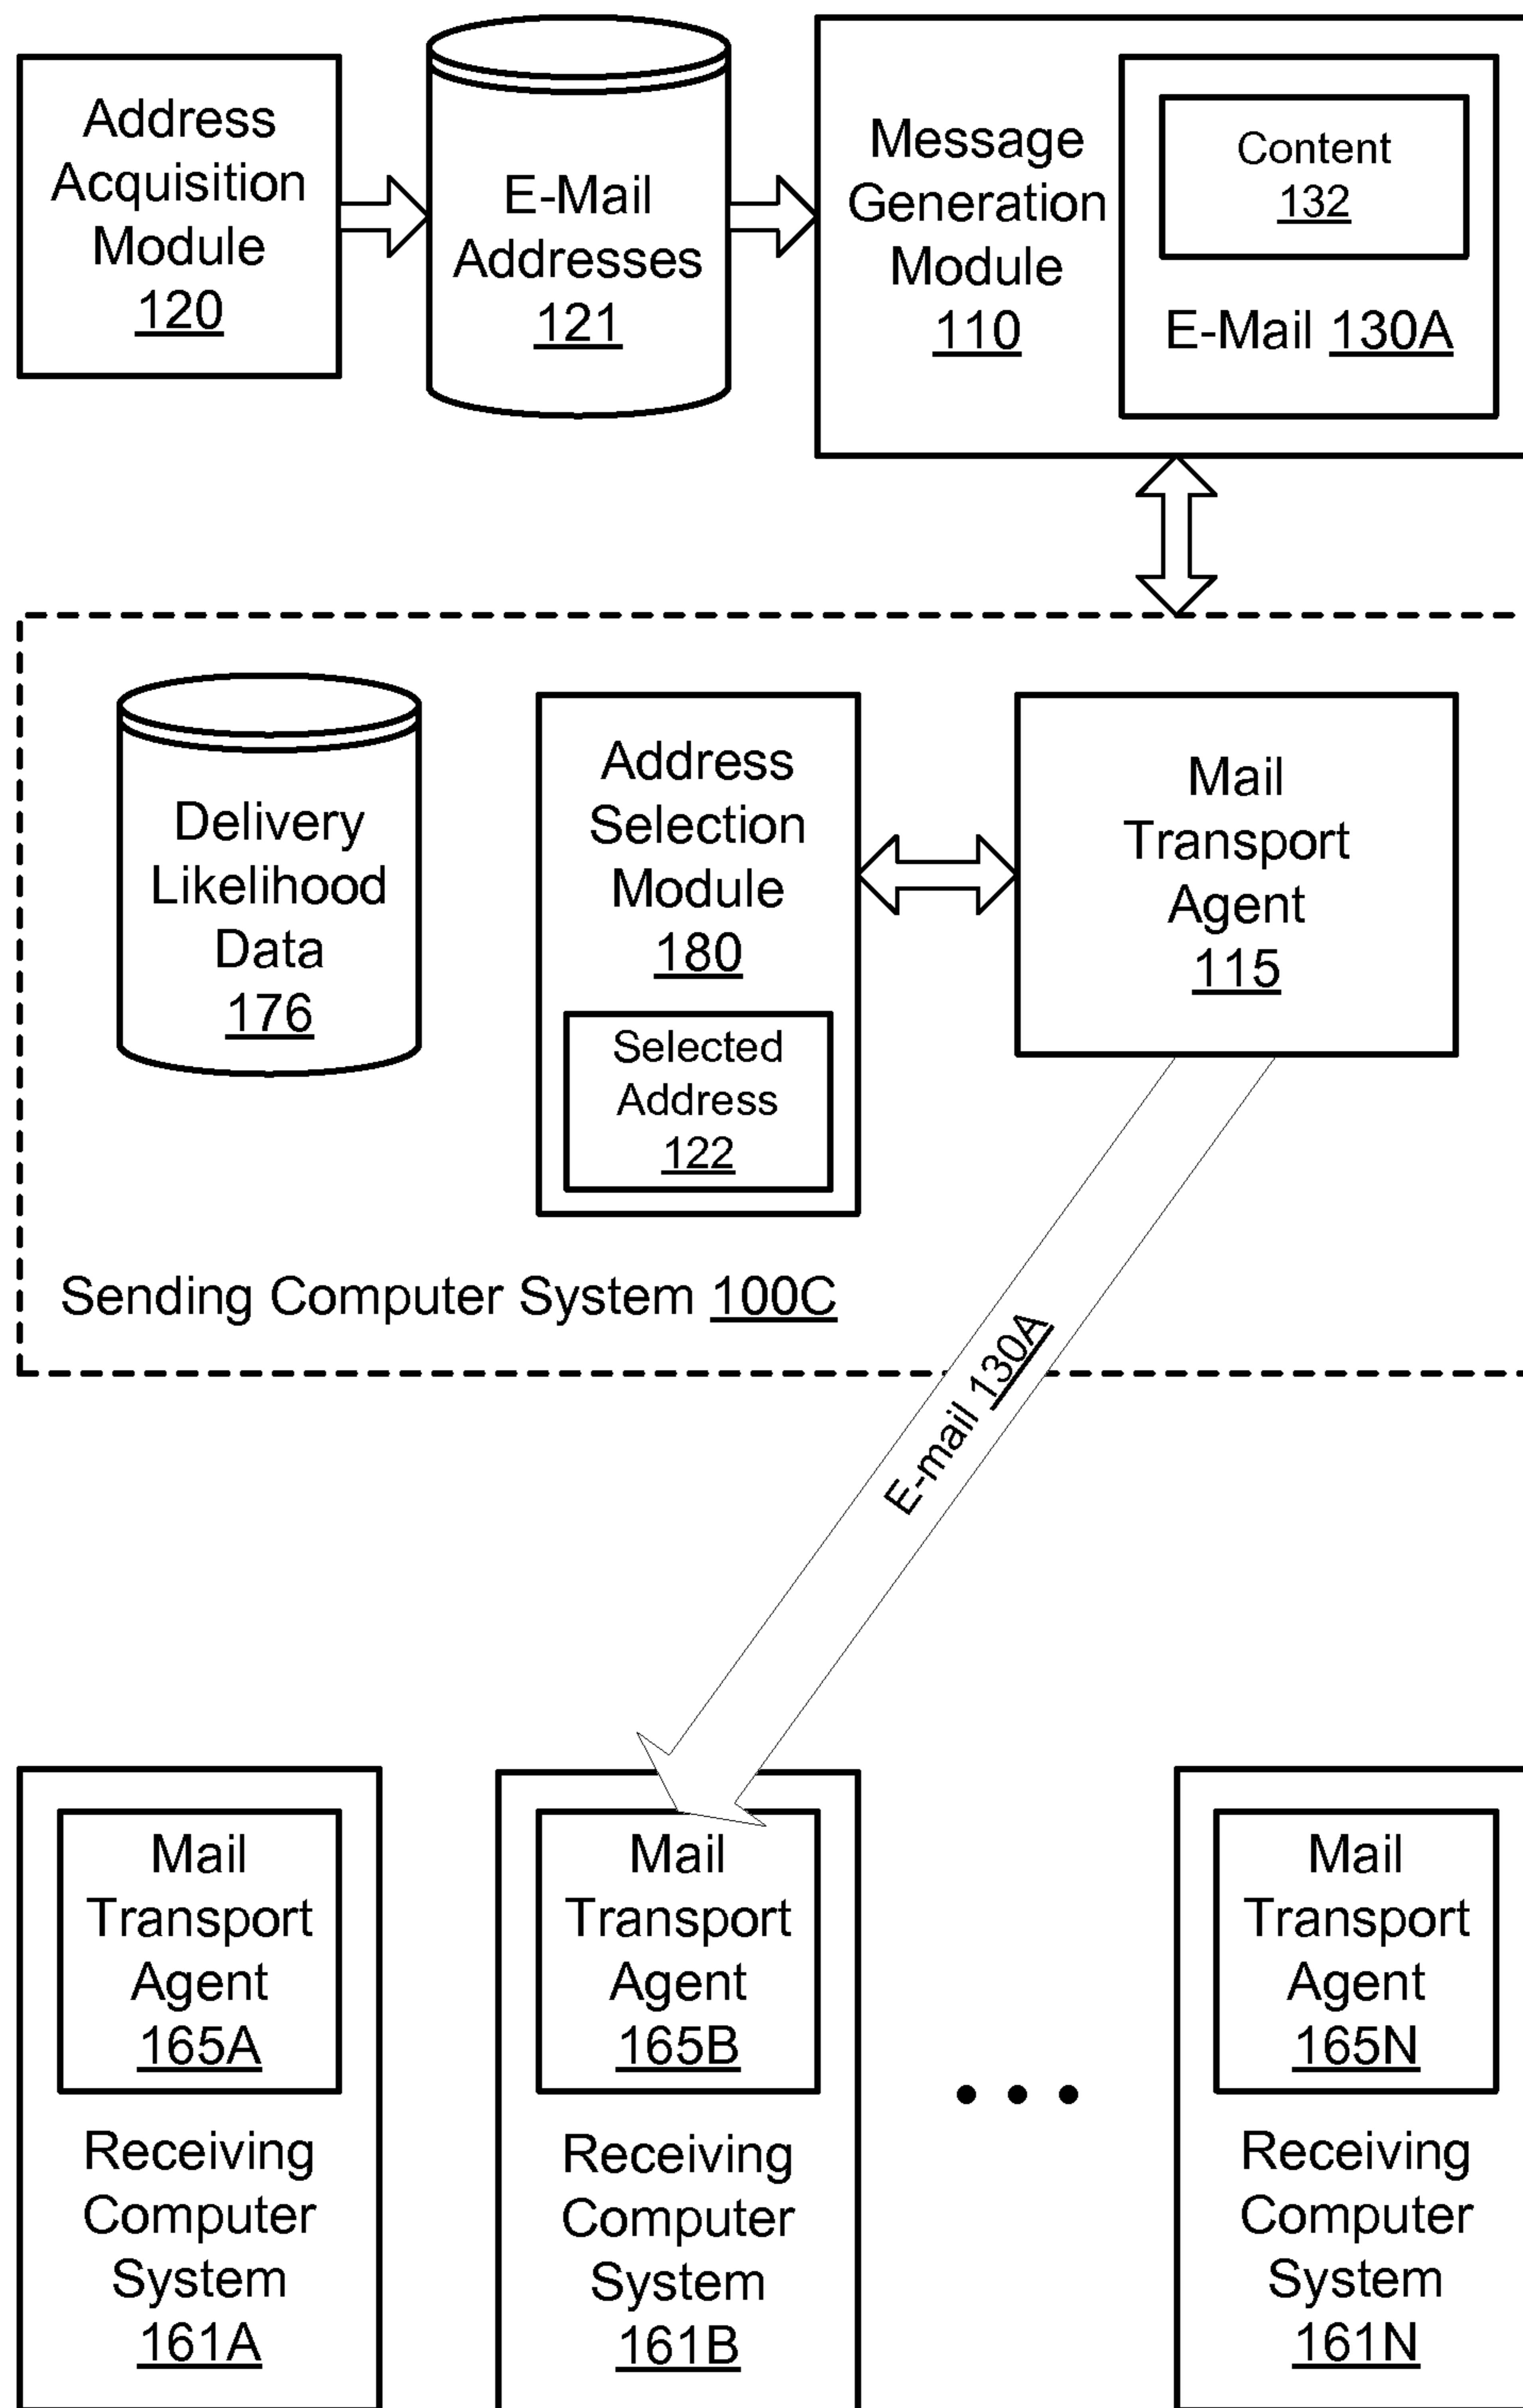 Address
Acquisition
Module
120
E-Mail
Addresses
121
Message
Generation
Module
110
Content
132
E-Mail 130A
Delivery
Likelihood
Data
176
Address
Selection
Module
180
Selected
Address
122
Mail
Transport
Agent
115
Sending Computer System 100C
E-mail 130A
Mail
Transport
Agent
165A
Receiving
Computer
System
161A
Mail
Transport
Agent
165B
Receiving
Computer
System
161B
Mail
Transport
Agent
165N
Receiving
Computer
System
161N